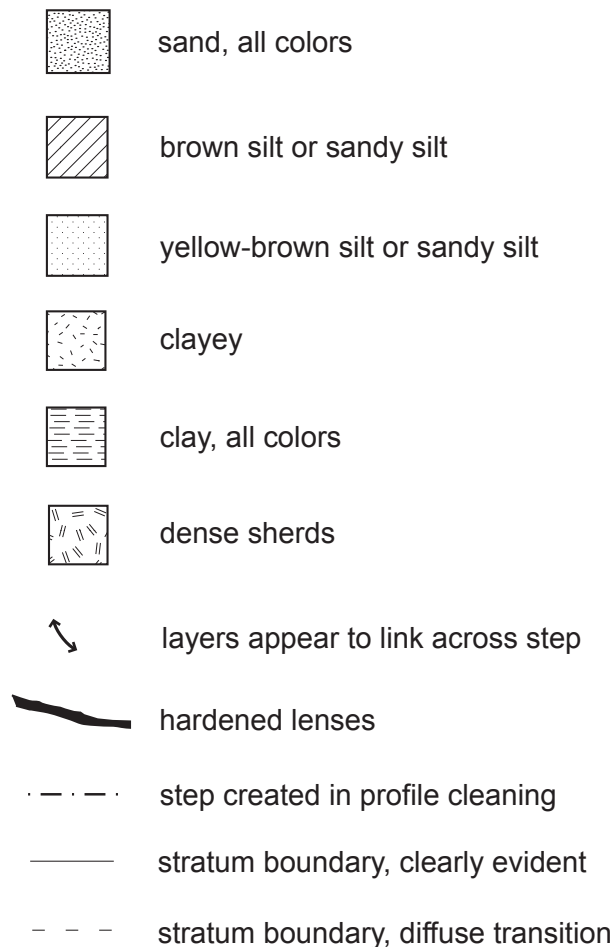 sand, all colors
brown silt or sandy silt
yellow-brown silt or sandy silt
clayey
clay, all colors
dense sherds
layers appear to link across step
hardened lenses
step created in profile cleaning
stratum boundary, clearly evident
stratum boundary, diffuse transition